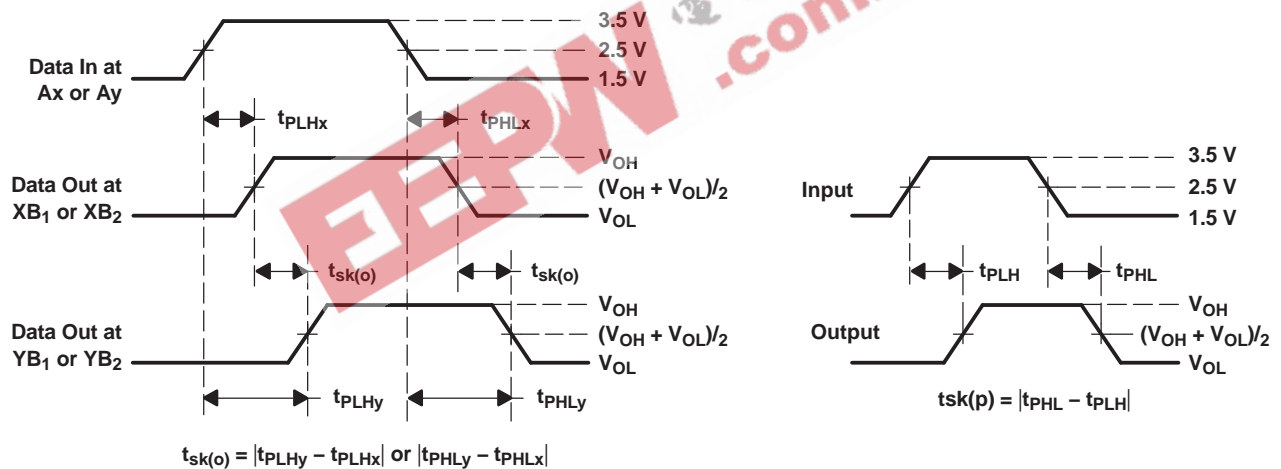 3.5 V
2.5 V
1.5 V
Data In at
Ax or Ay
tPLHx
tPHLx
VOH
(VOH + VOL)/2
VOL
Data Out at
XB1 or XB2
tsk(o)
tsk(o)
VOH
(VOH + VOL)/2
VOL
Data Out at
YB1 or YB2
tPLHy
tPHLy
tsk(o) = |tPLHy – tPLHx| or |tPHLy – tPHLx|
Input
3.5 V
2.5 V
1.5 V
tPLH
tPHL
Output
VOH
(VOH + VOL)/2
VOL
tsk(p) = |tPHL – tPLH|
EEPW
.com